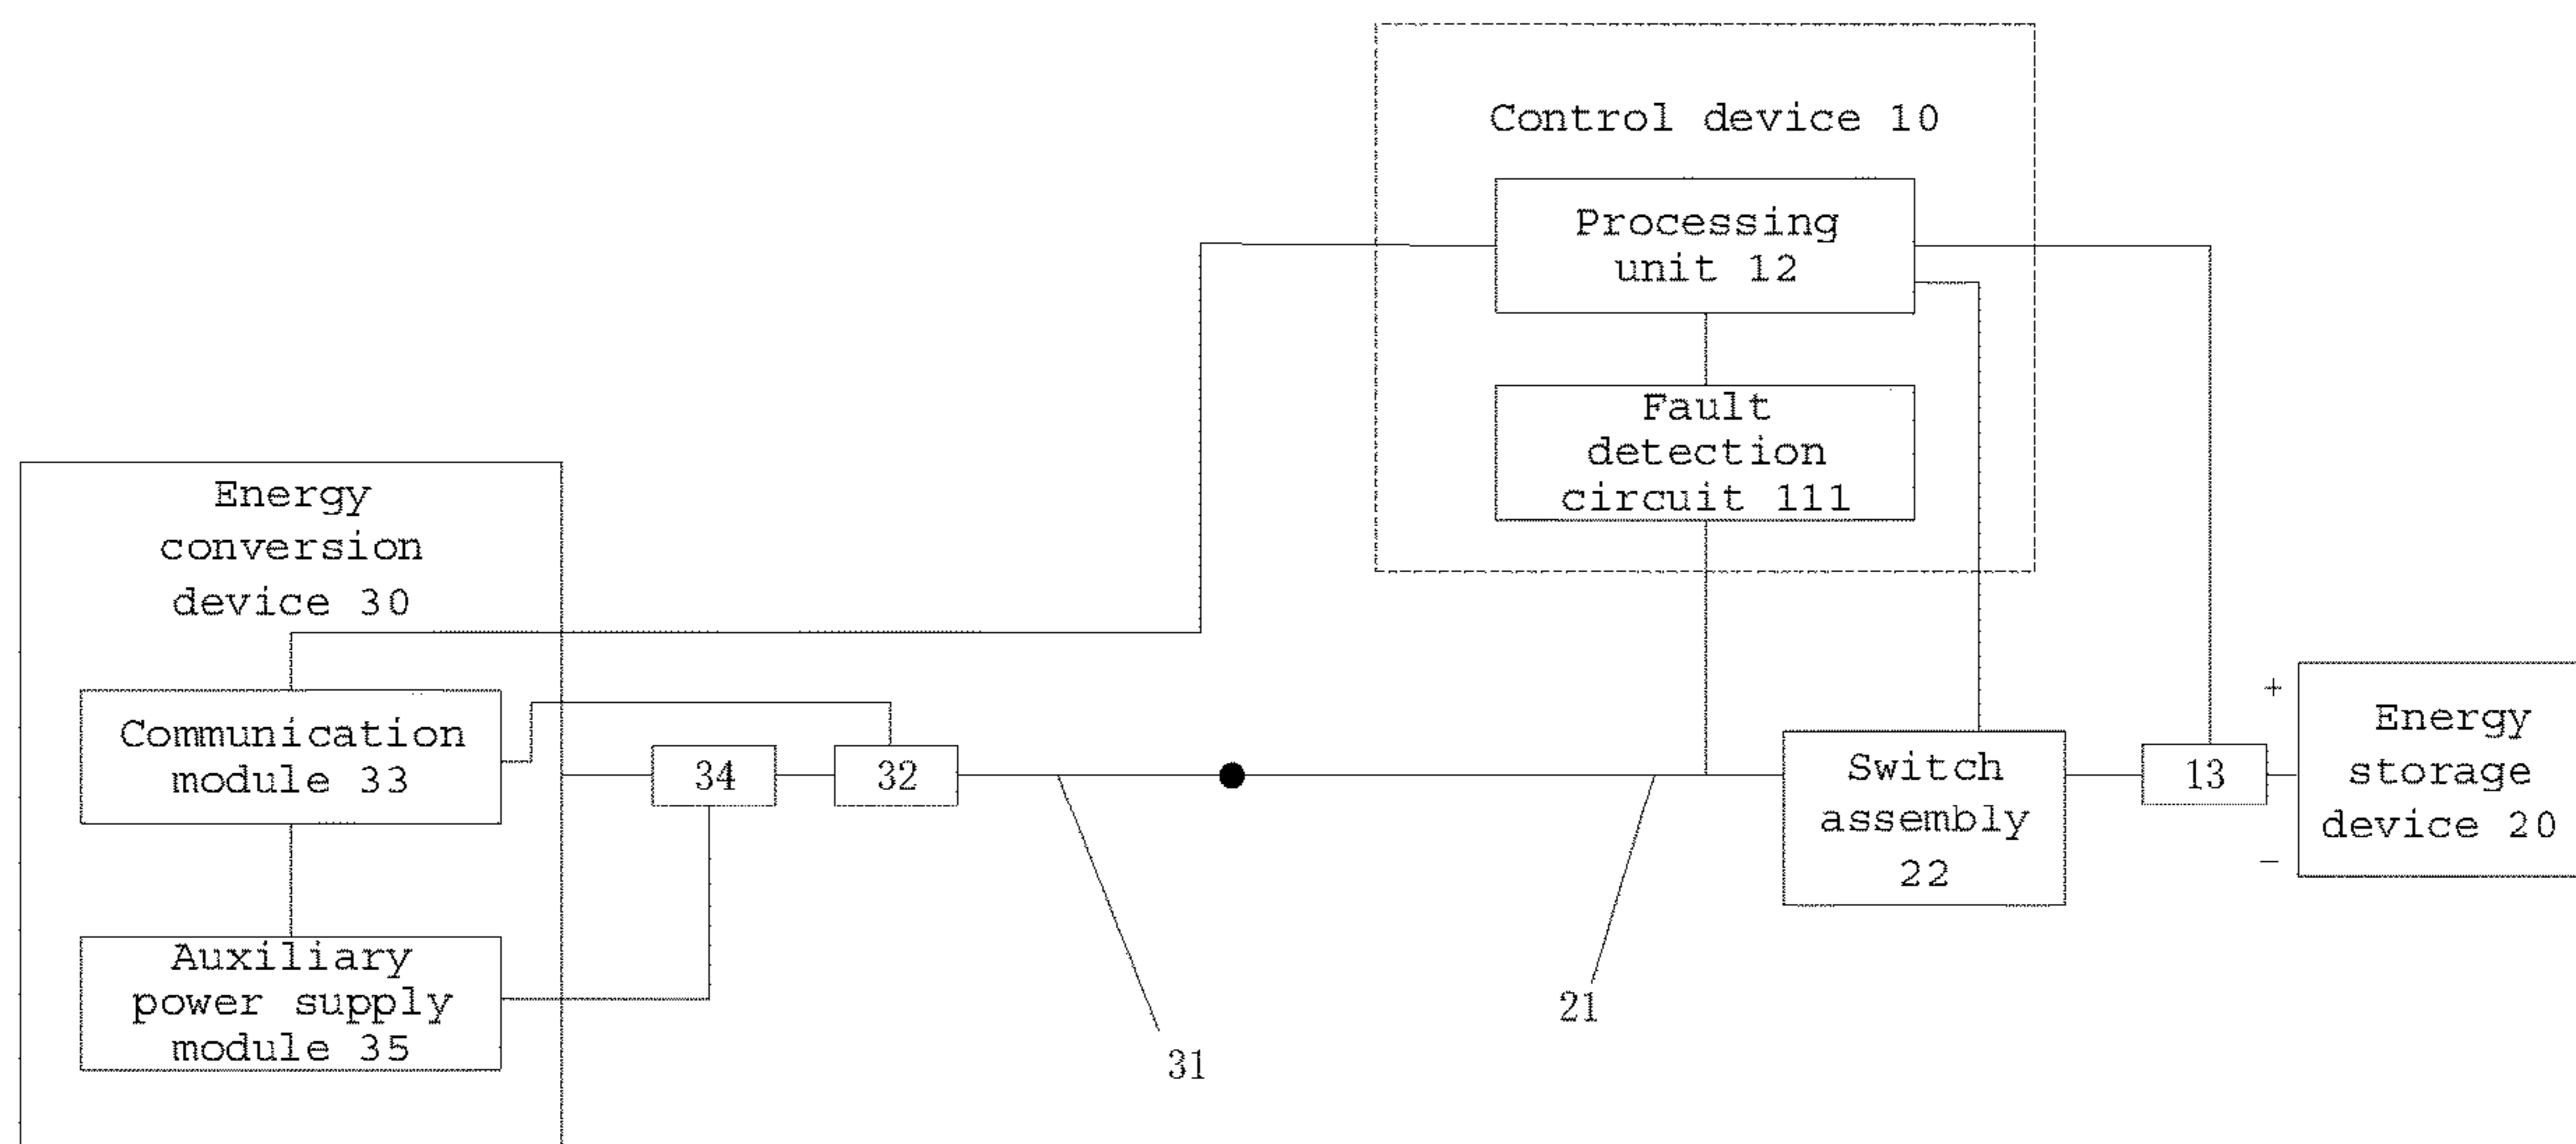 Control device 10
Processing
unit 12
Fault
detection
circuit 111
Energy
conversion
device 30
Communication
module 33
34
32
Switch
assembly
22
13
+
Energy
storage
device 20
−
Auxiliary
power supply
module 35
21
31